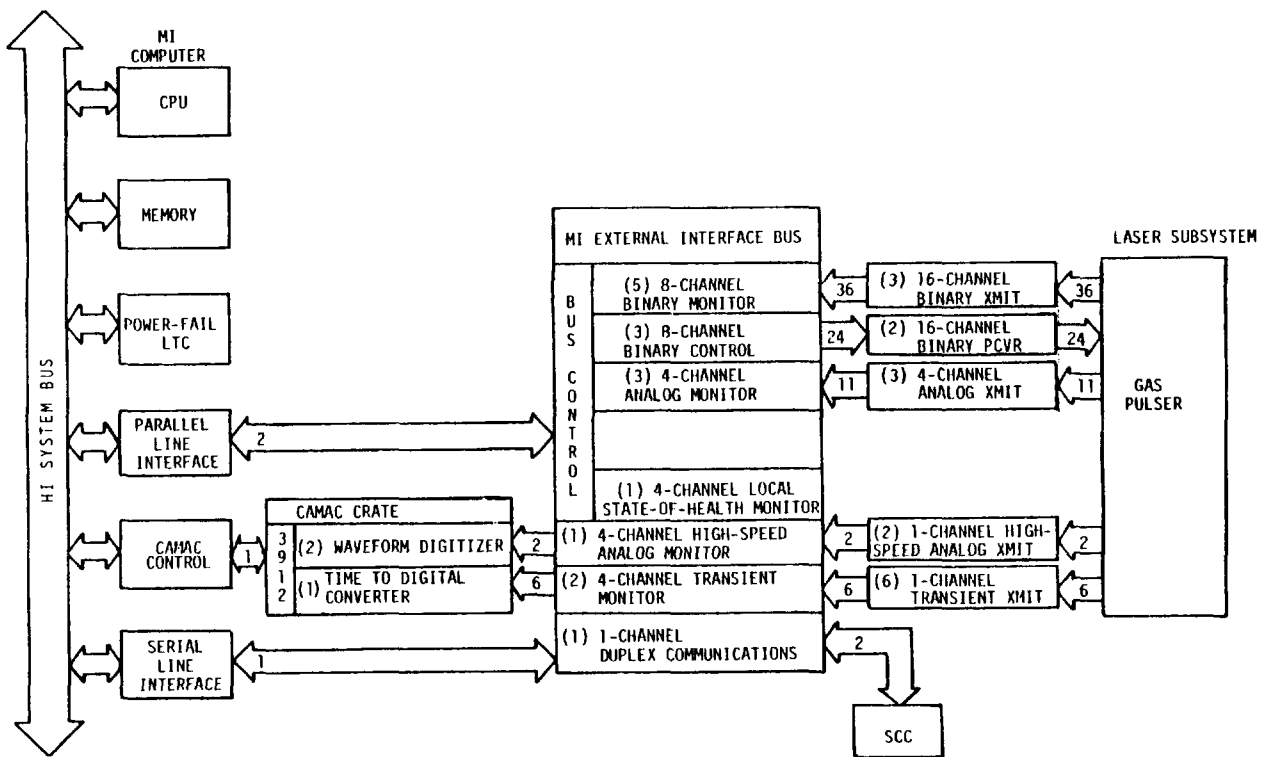 MI
COMPUTER
CPU
MEMORY
POWER-FAIL
LTC
HI SYSTEM BUS
PARALLEL
LINE
INTERFACE
2
CAMAC
CONTROL
1
SERIAL
LINE
INTERFACE
1
CAMAC CRATE
3912
(2) WAVEFORM DIGITIZER
(1) TIME TO DIGITAL
CONVERTER
2
6
MI EXTERNAL INTERFACE BUS
BUS CONTROL
(5) 8-CHANNEL
BINARY MONITOR
(3) 8-CHANNEL
BINARY CONTROL
(3) 4-CHANNEL
ANALOG MONITOR
(1) 4-CHANNEL LOCAL
STATE-OF-HEALTH MONITOR
(1) 4-CHANNEL HIGH-SPEED
ANALOG MONITOR
(2) 4-CHANNEL TRANSIENT
MONITOR
(1) 1-CHANNEL
DUPLEX COMMUNICATIONS
36
(3) 16-CHANNEL
BINARY XMIT
36
24
(2) 16-CHANNEL
BINARY PCVR
24
11
(3) 4-CHANNEL
ANALOG XMIT
11
2
(2) 1-CHANNEL HIGH-
SPEED ANALOG XMIT
2
6
(6) 1-CHANNEL
TRANSIENT XMIT
6
2
SCC
LASER SUBSYSTEM
GAS
PULSER